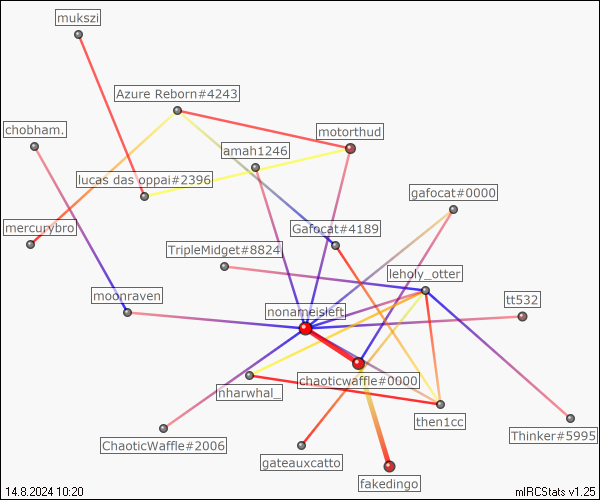 mukszi
Azure Reborn#4243
chobham.
motorthud
amah1246
lucas das oppai#2396
gafocat#0000
mercurybro
Gafocat#4189
TripleMidget#8824
leholy_otter
moonraven
tt532
nonameisleft
chaoticwaffle#0000
nharwhal_
then1cc
ChaoticWaffle#2006
Thinker#5995
gateauxcatto
fakedingo
14.8.2024 10:20
mIRCStats v1.25